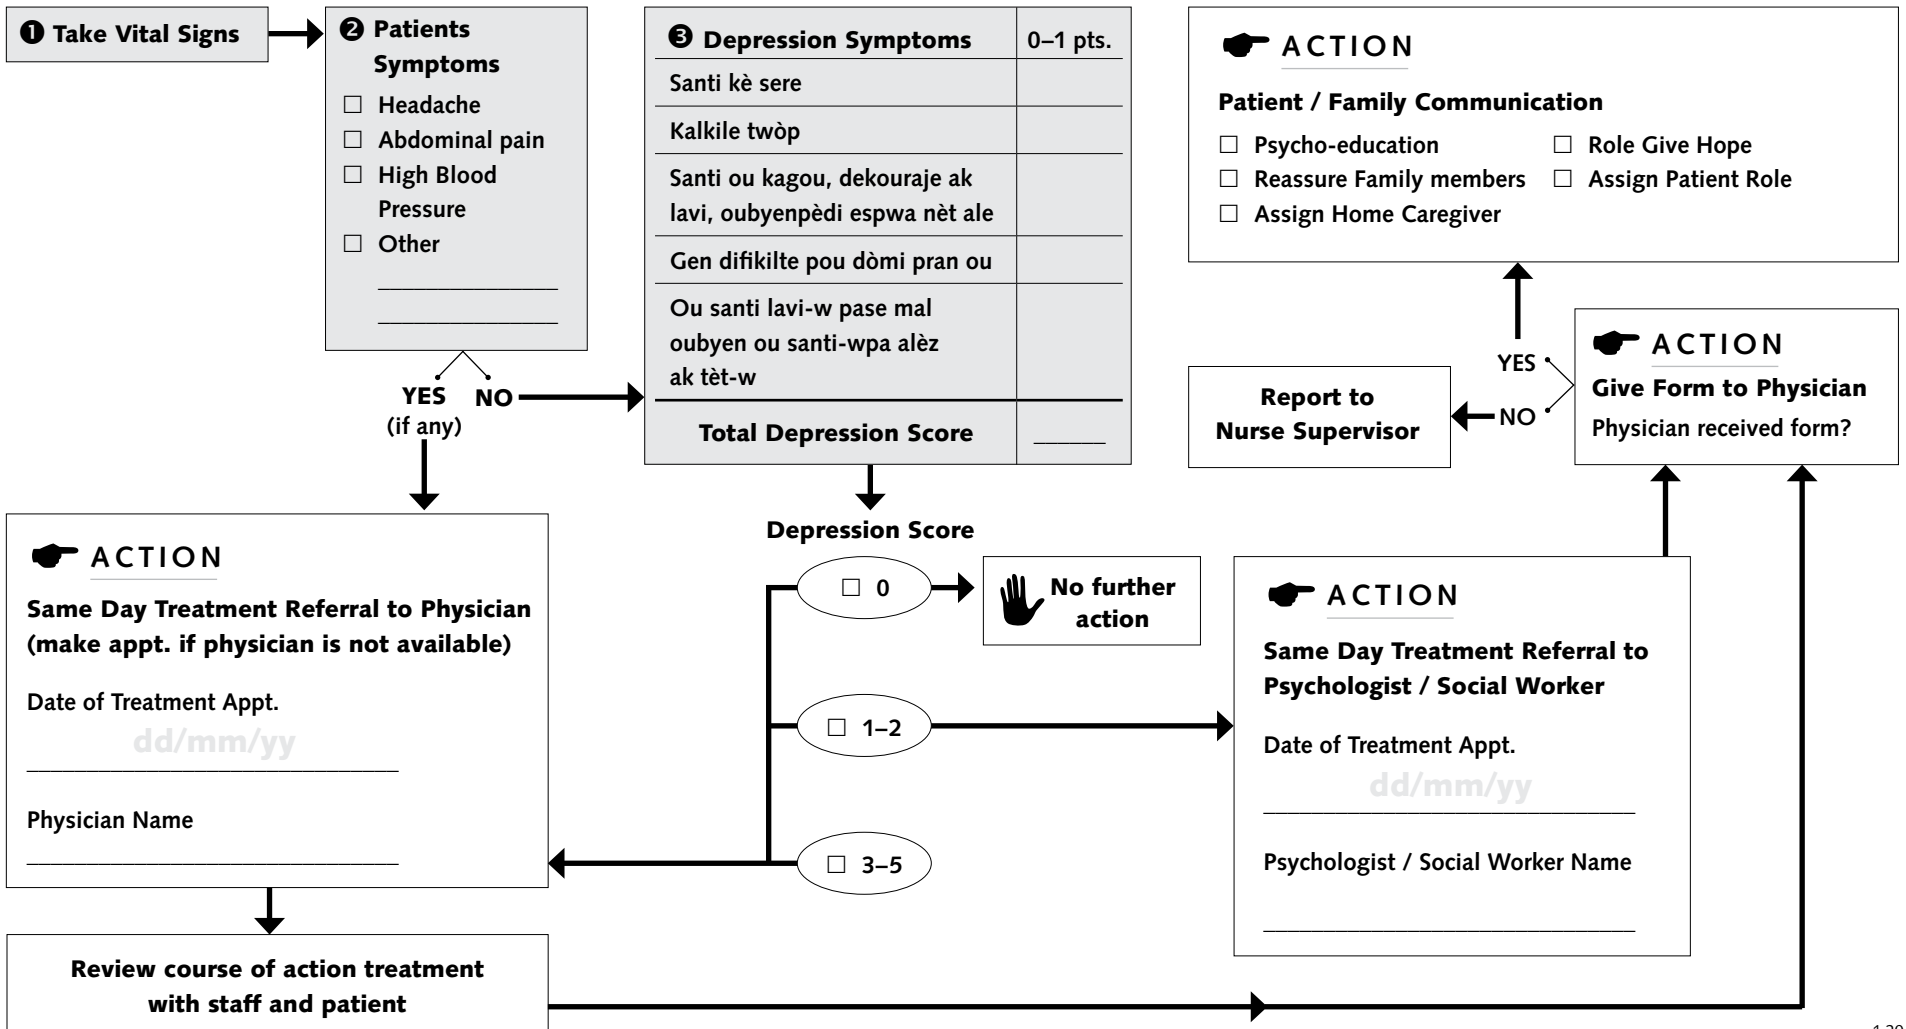 ❶ Take Vital Signs
❷ Patients
Symptoms
☐ Headache
☐ Abdominal pain
☐ High Blood
Pressure
☐ Other
YES
(if any)
NO
❸ Depression Symptoms 0–1 pts.
Santi kè sere
Kalkile twòp
Santi ou kagou, dekouraje ak
lavi, oubyenpèdi espwa nèt ale
Gen difikilte pou dòmi pran ou
Ou santi lavi-w pase mal
oubyen ou santi-wpa alèz
ak tèt-w
Total Depression Score ______
Depression Score
☐ 0
☐ 1–2
☐ 3–5
No further
action
ACTION
Same Day Treatment Referral to Physician
(make appt. if physician is not available)
Date of Treatment Appt.
dd/mm/yy
Physician Name
Review course of action treatment
with staff and patient
ACTION
Same Day Treatment Referral to
Psychologist / Social Worker
Date of Treatment Appt.
dd/mm/yy
Psychologist / Social Worker Name
ACTION
Give Form to Physician
Physician received form?
YES
NO
Report to
Nurse Supervisor
ACTION
Patient / Family Communication
☐ Psycho-education ☐ Role Give Hope
☐ Reassure Family members ☐ Assign Patient Role
☐ Assign Home Caregiver